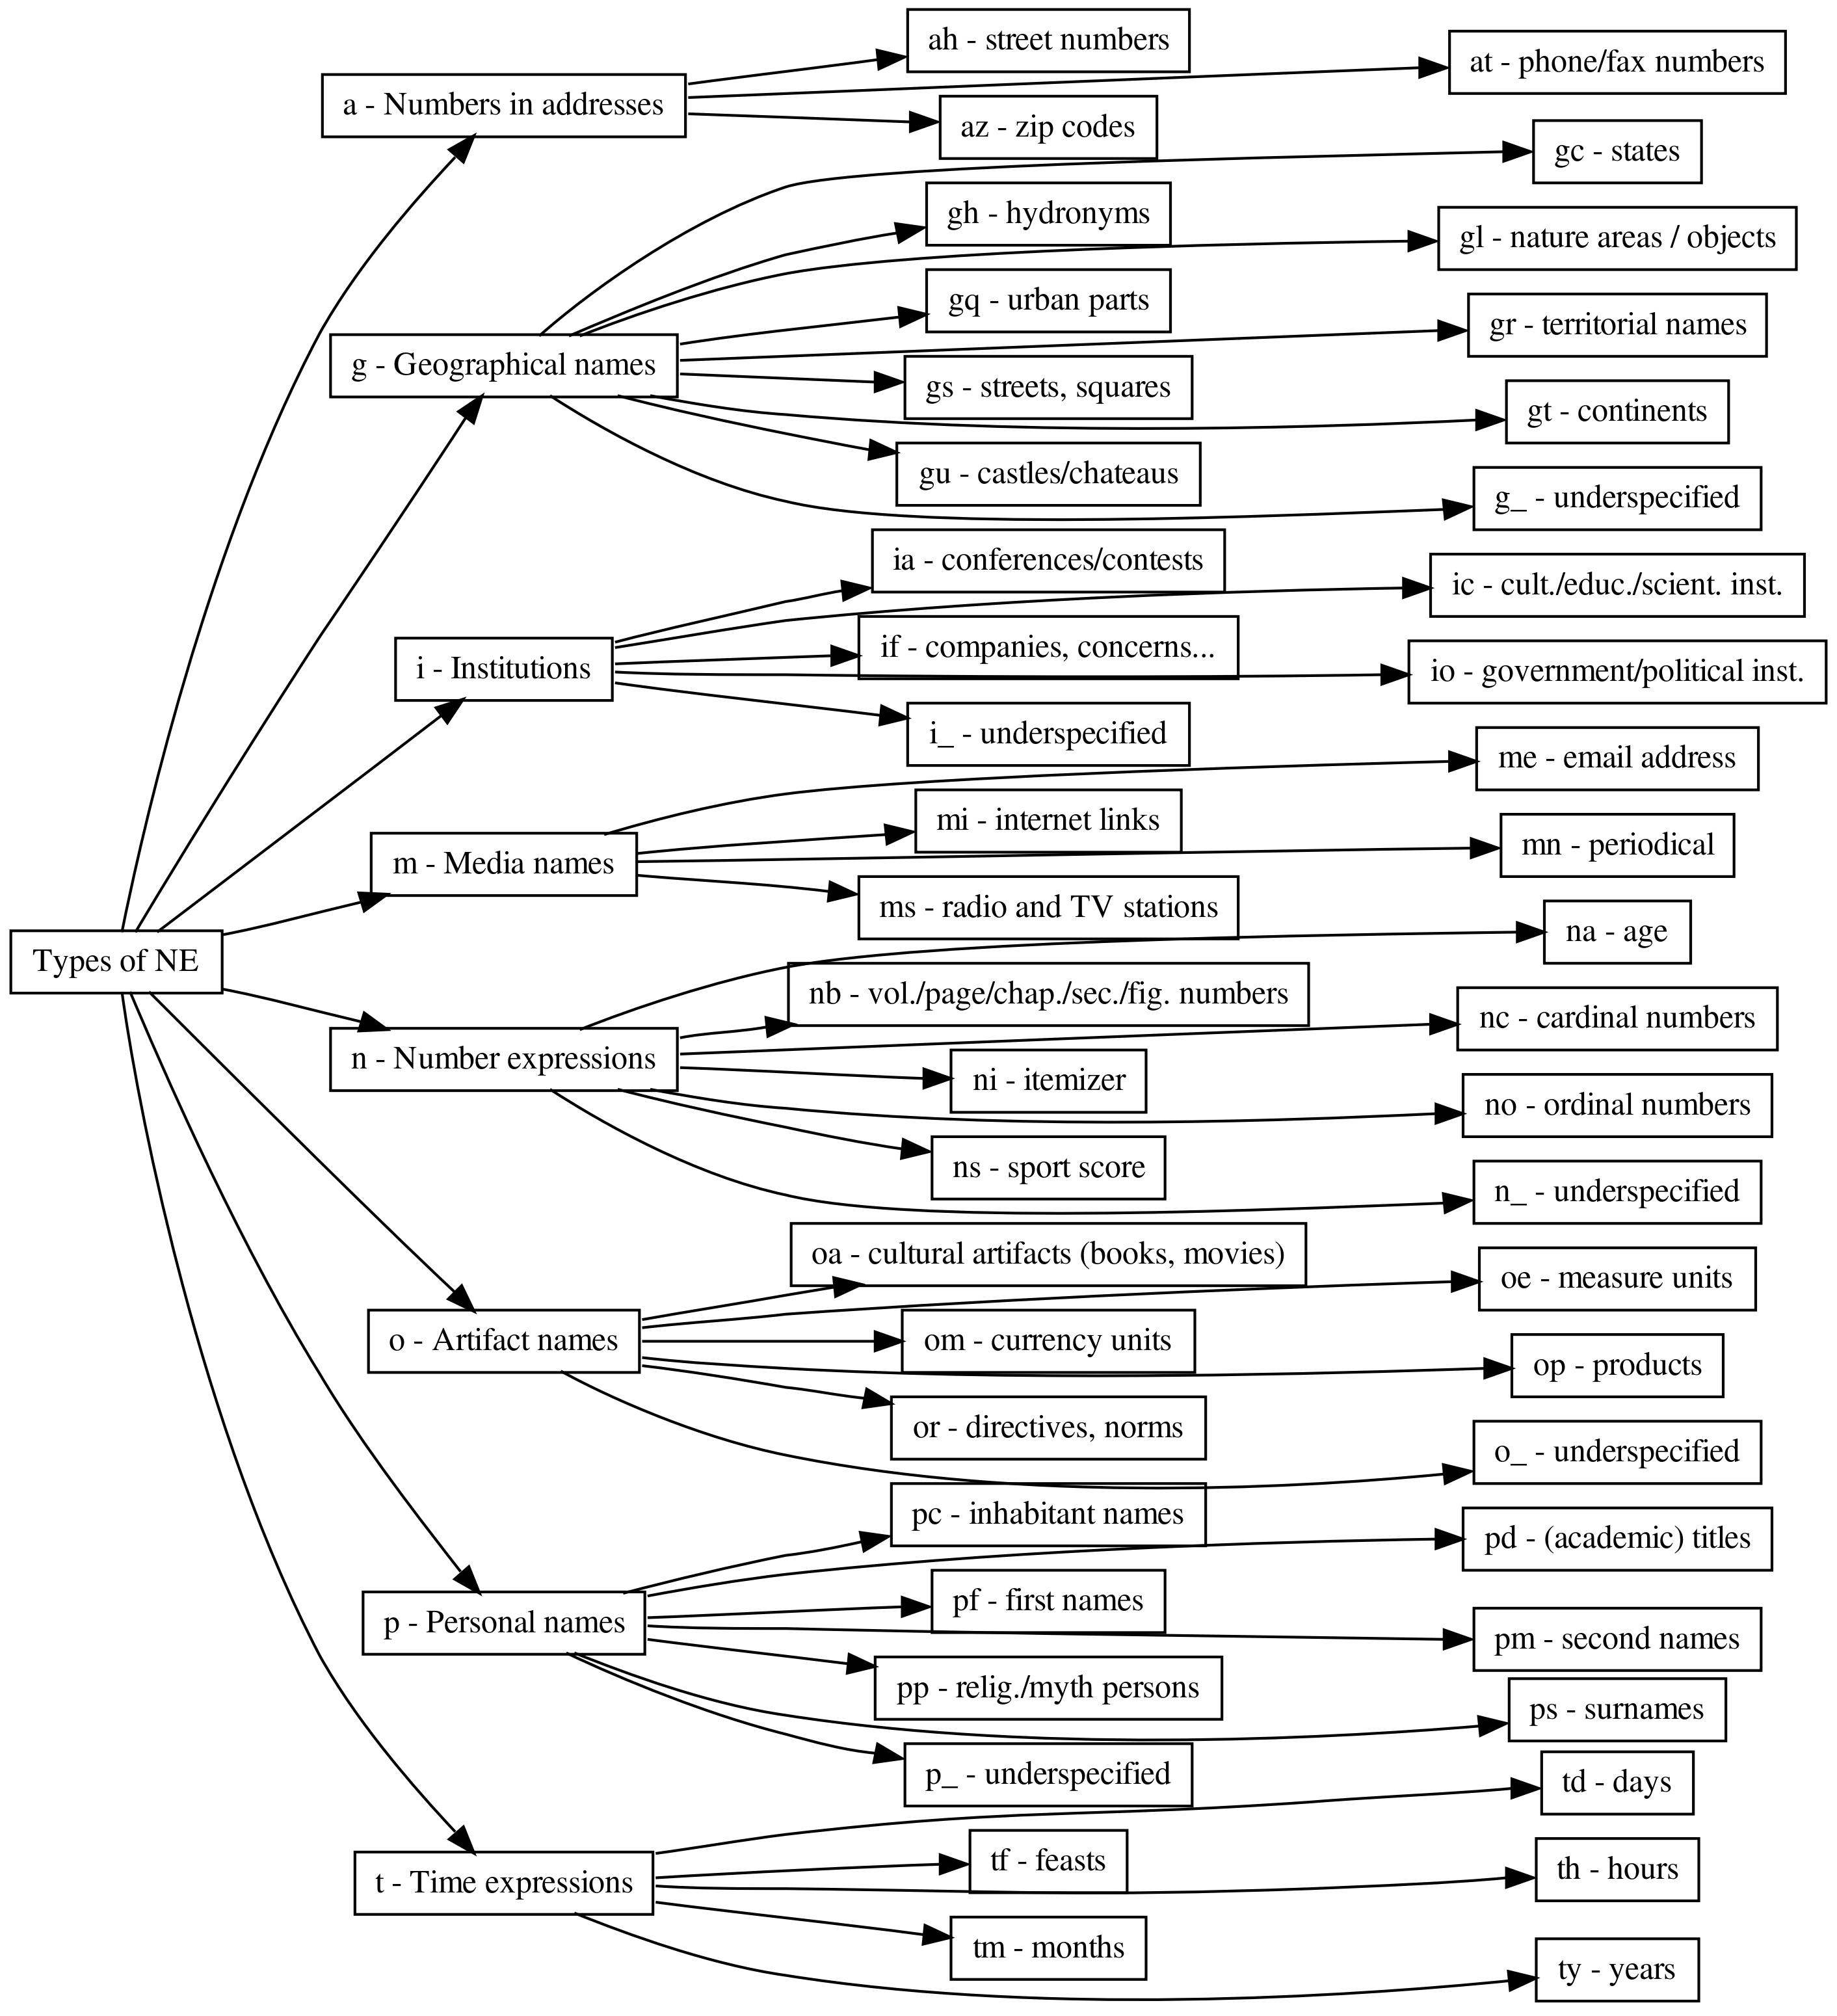 Types of NE
a - Numbers in addresses
ah - street numbers
at - phone/fax numbers
az - zip codes
g - Geographical names
gc - states
gh - hydronyms
gl - nature areas / objects
gq - urban parts
gr - territorial names
gs - streets, squares
gt - continents
gu - castles/chateaus
g_ - underspecified
i - Institutions
ia - conferences/contests
ic - cult./educ./scient. inst.
if - companies, concerns...
io - government/political inst.
i_ - underspecified
m - Media names
me - email address
mi - internet links
mn - periodical
ms - radio and TV stations
n - Number expressions
na - age
nb - vol./page/chap./sec./fig. numbers
nc - cardinal numbers
ni - itemizer
no - ordinal numbers
ns - sport score
n_ - underspecified
o - Artifact names
oa - cultural artifacts (books, movies)
oe - measure units
om - currency units
op - products
or - directives, norms
o_ - underspecified
p - Personal names
pc - inhabitant names
pd - (academic) titles
pf - first names
pm - second names
pp - relig./myth persons
ps - surnames
p_ - underspecified
t - Time expressions
td - days
tf - feasts
th - hours
tm - months
ty - years